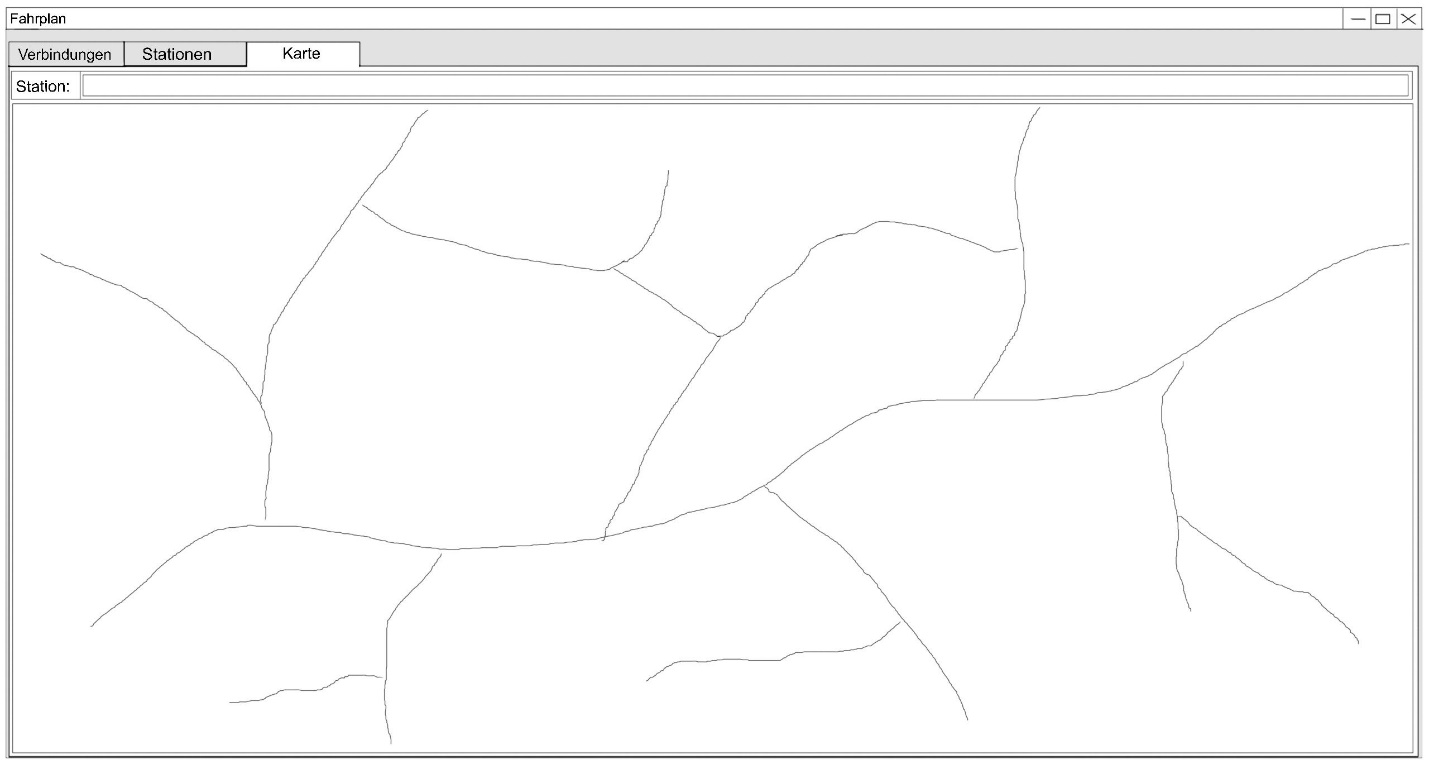 Fahrplan
Verbindungen Stationen Karte
Station: